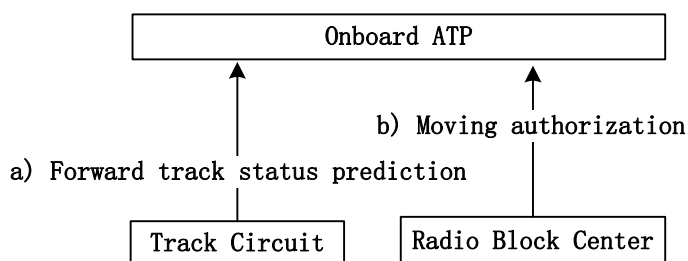 Onboard ATP
b) Moving authorization
a) Forward track status prediction
Track Circuit
Radio Block Center